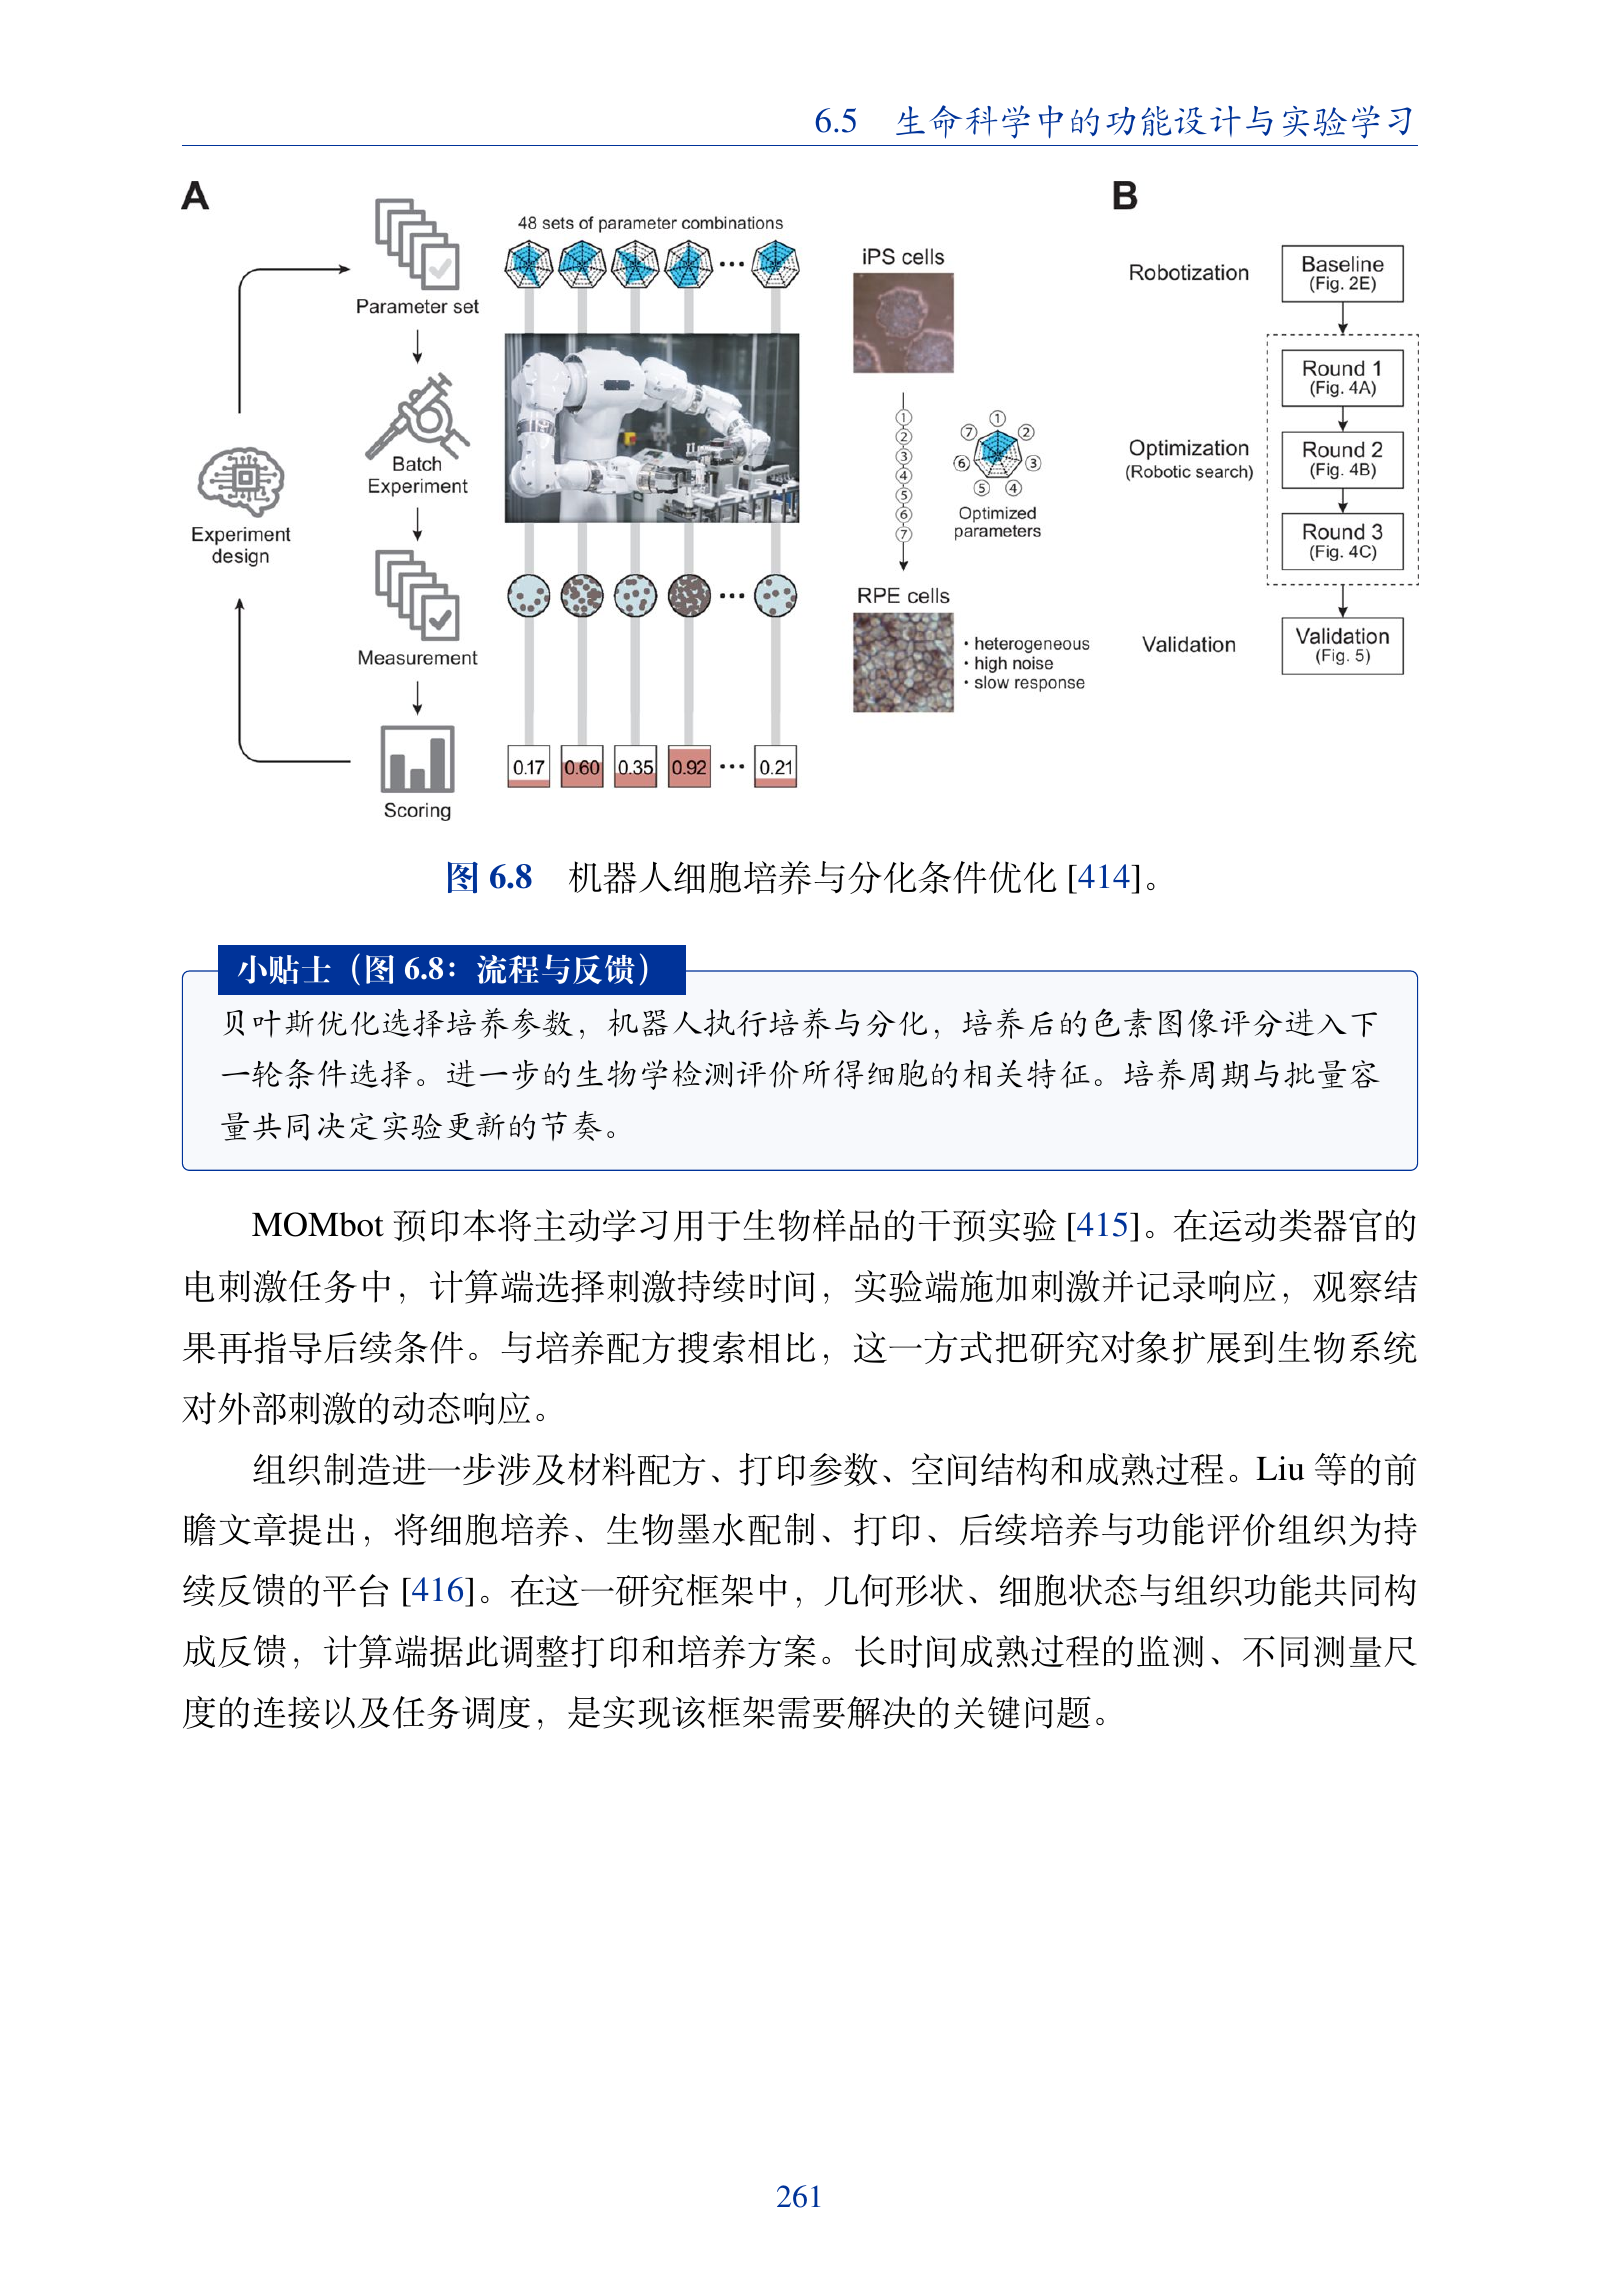 6.5 生命科学中的功能设计与实验学习
A
48 sets of parameter combinations
Parameter set
Batch
Experiment
Experiment
design
Measurement
Scoring
0.17 0.60 0.35 0.92 ... 0.21
iPS cells
①
②
③
④
⑤
⑥
⑦
① ② ③ ④ ⑤ ⑥ ⑦
Optimized
parameters
RPE cells
• heterogeneous
• high noise
• slow response
B
Robotization
Baseline
(Fig. 2E)
Round 1
(Fig. 4A)
Optimization
(Robotic search)
Round 2
(Fig. 4B)
Round 3
(Fig. 4C)
Validation
Validation
(Fig. 5)
图 6.8 机器人细胞培养与分化条件优化 [414]。
小贴士（图 6.8：流程与反馈）
贝叶斯优化选择培养参数，机器人执行培养与分化，培养后的色素图像评分进入下
一轮条件选择。进一步的生物学检测评价所得细胞的相关特征。培养周期与批量容
量共同决定实验更新的节奏。
MOMbot 预印本将主动学习用于生物样品的干预实验 [415]。在运动类器官的
电刺激任务中，计算端选择刺激持续时间，实验端施加刺激并记录响应，观察结
果再指导后续条件。与培养配方搜索相比，这一方式把研究对象扩展到生物系统
对外部刺激的动态响应。
组织制造进一步涉及材料配方、打印参数、空间结构和成熟过程。Liu 等的前
瞻文章提出，将细胞培养、生物墨水配制、打印、后续培养与功能评价组织为持
续反馈的平台 [416]。在这一研究框架中，几何形状、细胞状态与组织功能共同构
成反馈，计算端据此调整打印和培养方案。长时间成熟过程的监测、不同测量尺
度的连接以及任务调度，是实现该框架需要解决的关键问题。
261